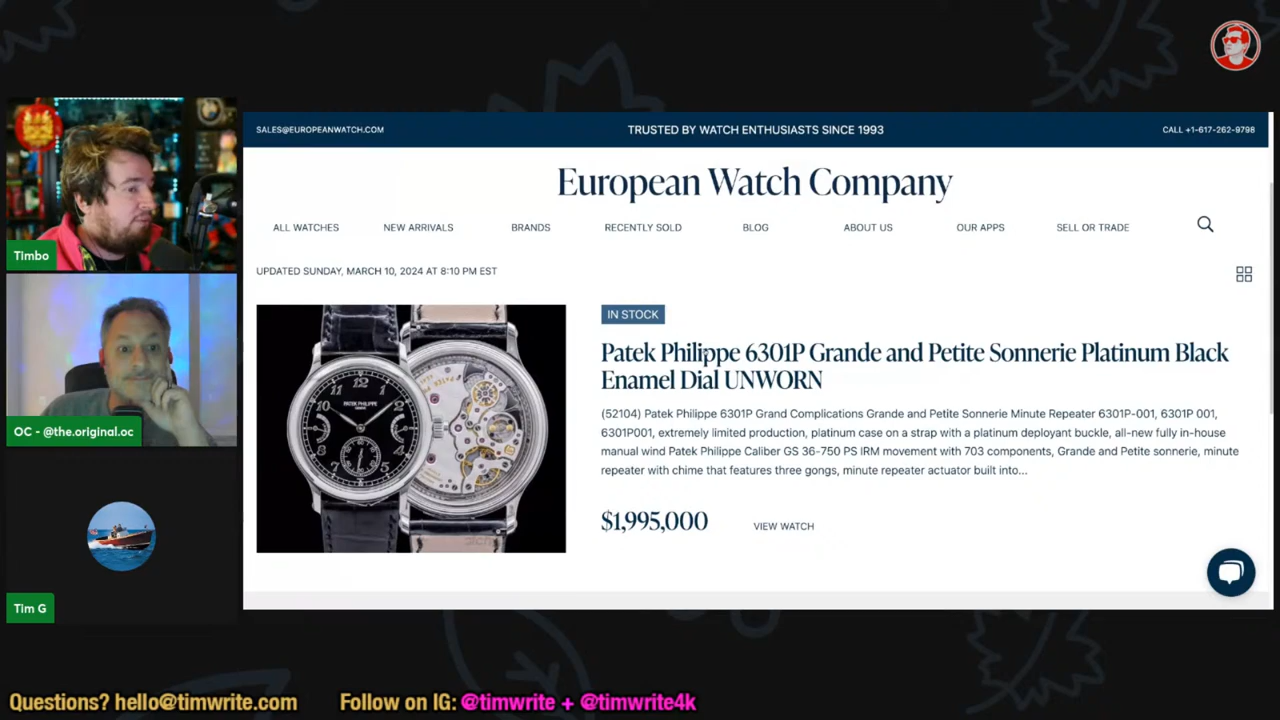 SALES@EUROPEANWATCH.COM
TRUSTED BY WATCH ENTHUSIASTS SINCE 1993
CALL +1-617-262-9798
European Watch Company
ALL WATCHES
NEW ARRIVALS
BRANDS
RECENTLY SOLD
BLOG
ABOUT US
OUR APPS
SELL OR TRADE
UPDATED SUNDAY, MARCH 10, 2024 AT 8:10 PM EST
IN STOCK
Patek Philippe 6301P Grande and Petite Sonnerie Platinum Black
Enamel Dial UNWORN
(52104) Patek Philippe 6301P Grand Complications Grande and Petite Sonnerie Minute Repeater 6301P-001, 6301P 001,
6301P001, extremely limited production, platinum case on a strap with a platinum deployant buckle, all-new fully in-house
manual wind Patek Philippe Caliber GS 36-750 PS IRM movement with 703 components, Grande and Petite sonnerie, minute
repeater with chime that features three gongs, minute repeater actuator built into...
$1,995,000
VIEW WATCH
PATEK PHILIPPE
Timbo
OC - @the.original.oc
Tim G
Questions? hello@timwrite.com
Follow on IG: @timwrite + @timwrite4k